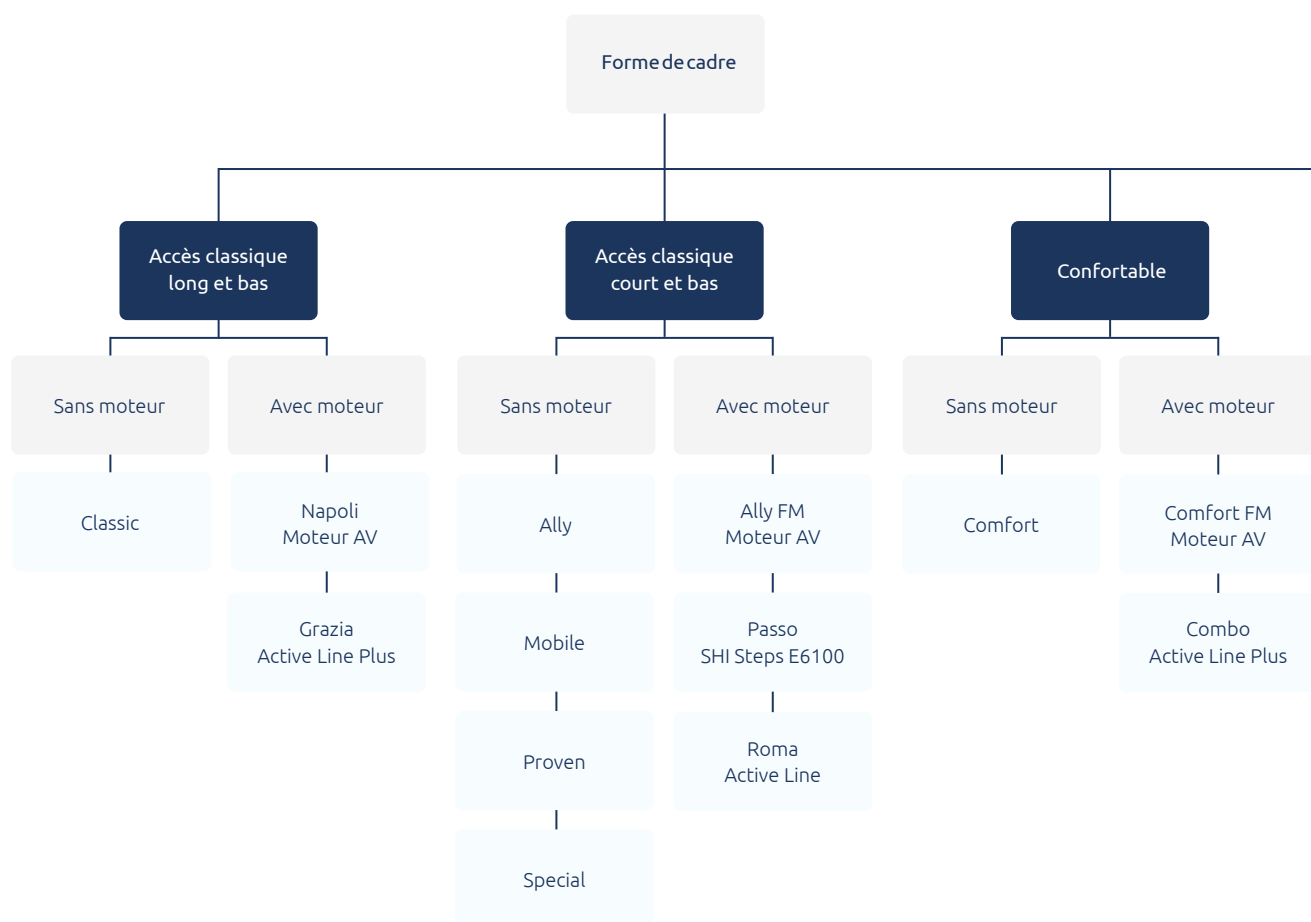 Forme de cadre
Accès classique
long et bas
Accès classique
court et bas
Confortable
Sans moteur
Avec moteur
Sans moteur
Avec moteur
Sans moteur
Avec moteur
Classic
Napoli
Moteur AV
Ally
Ally FM
Moteur AV
Comfort
Comfort FM
Moteur AV
Grazia
Active Line Plus
Mobile
Passo
SHI Steps E6100
Combo
Active Line Plus
Proven
Roma
Active Line
Special